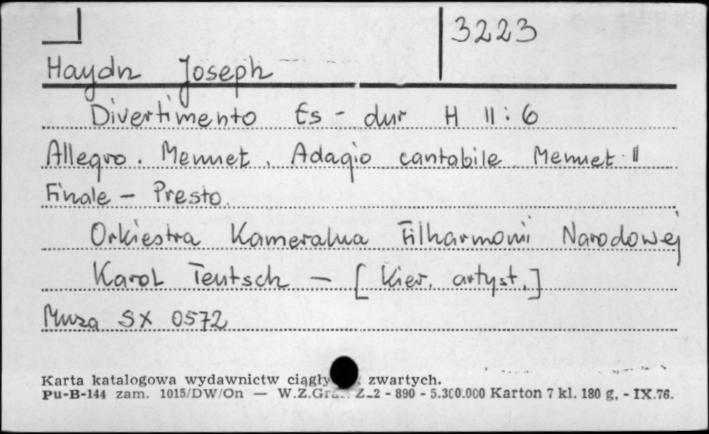 3223
Haydn Joseph
Divertimento Es - dur H II : 6
Allegro. Menuet. Adagio cantabile Menuet II
Finale - Presto.
Orkiestra Kameralna Filharmonii Narodowej
Karol Teutsch - [kier. artyst.]
Muza SX 0572
Karta katalogowa wydawnictw ciągły zwartych.
Pu-B-144 zam. 1015/DW/On — W.Z.Gr Z-2 - 890 - 5.300.000 Karton 7 kl. 180 g. - IX.76.